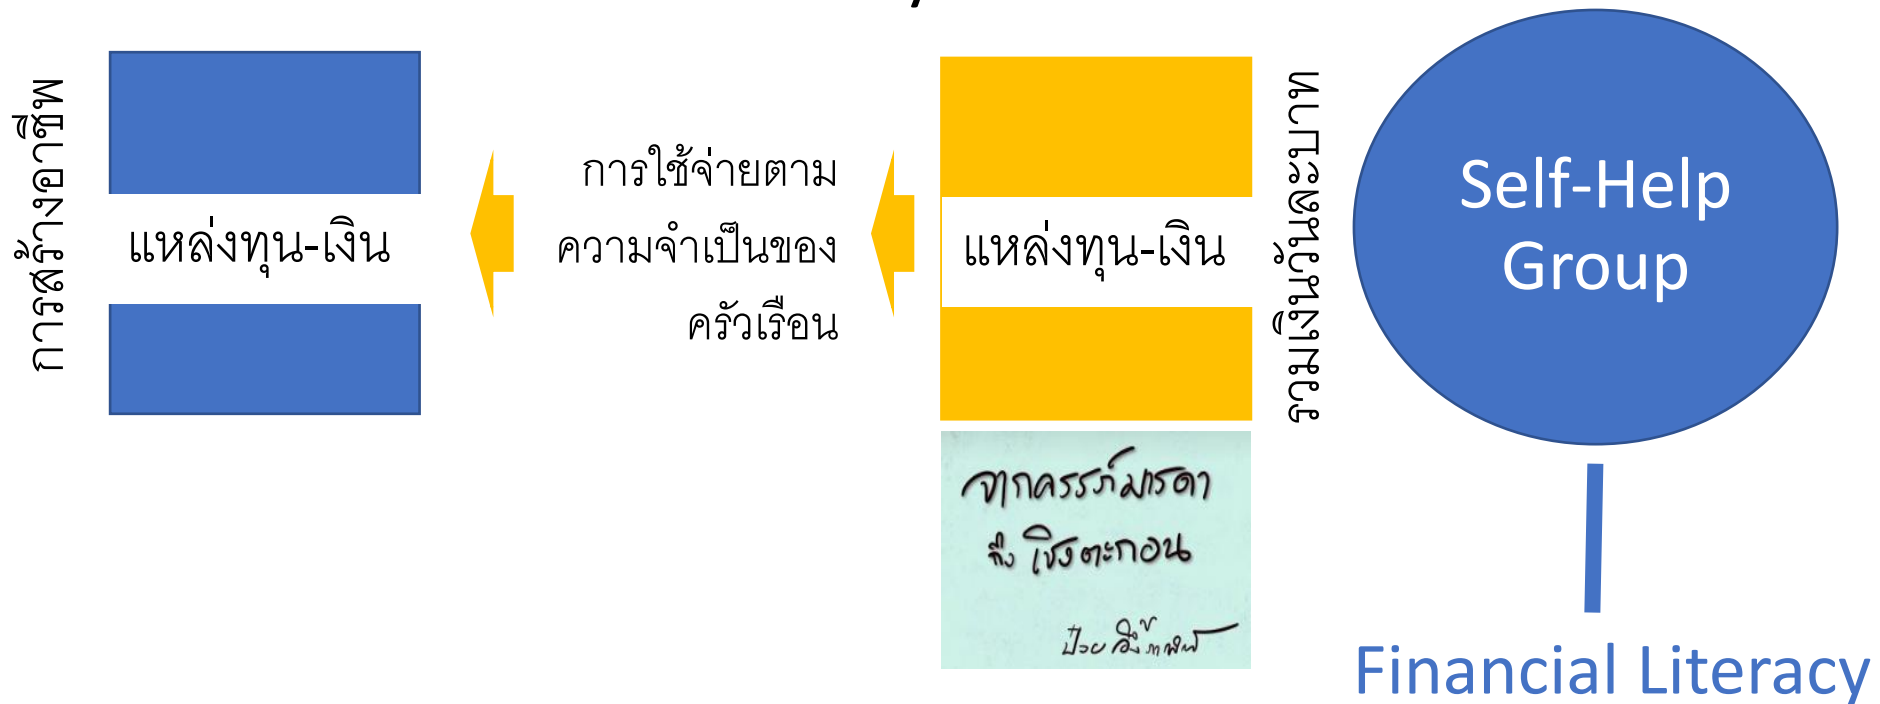 การสร้างอาชีพ
แหล่งทุน-เงิน
การใช้จ่ายตาม
ความจำเป็นของ
ครัวเรือน
แหล่งทุน-เงิน
รวมเงินวันละบาท
Self-Help
Group
จากครรภ์มารดา
ถึง เชิงตะกอน
ป๋วย อึ๊งภากรณ์
Financial Literacy